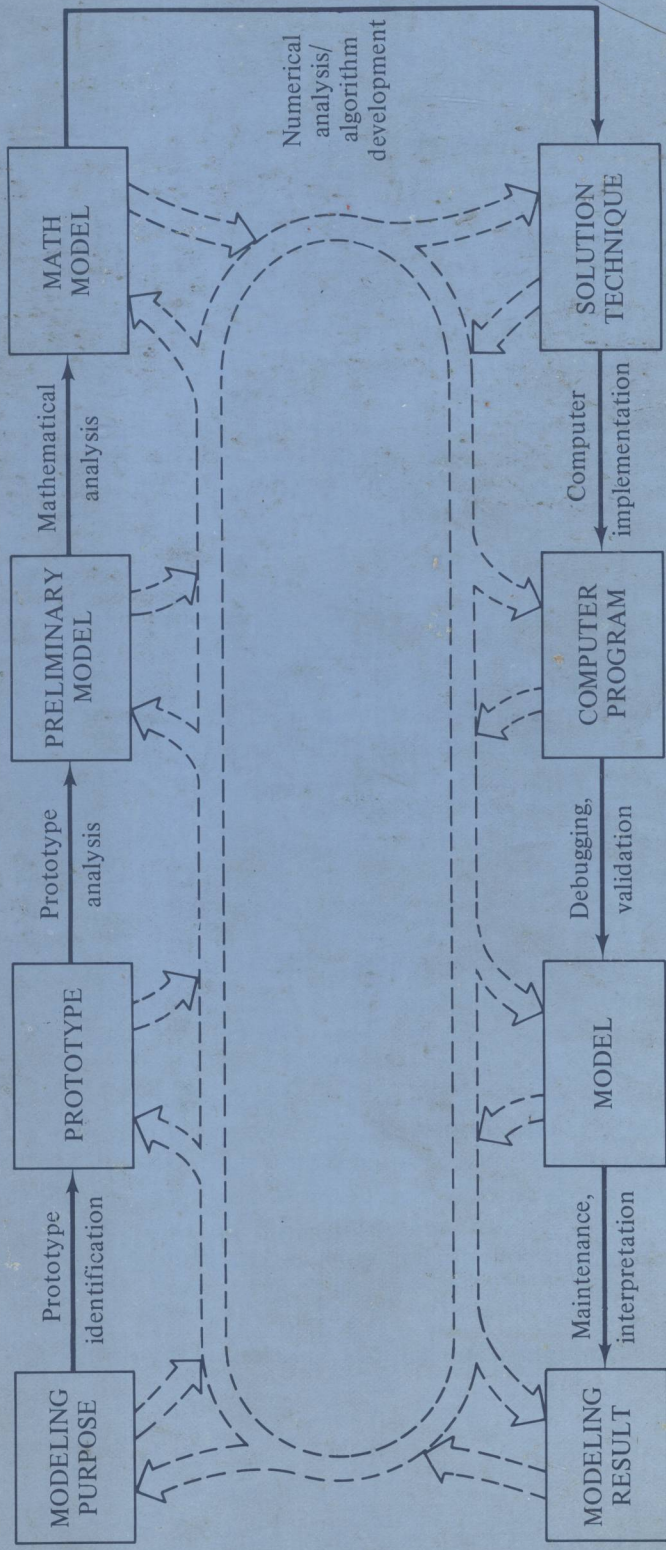 MODELING
PURPOSE
Prototype
identification
PROTOTYPE
Prototype
analysis
PRELIMINARY
MODEL
Mathematical
analysis
MATH
MODEL
Numerical
analysis/
algorithm
development
SOLUTION
TECHNIQUE
Computer
implementation
COMPUTER
PROGRAM
Debugging,
validation
MODEL
Maintenance,
interpretation
MODELING
RESULT